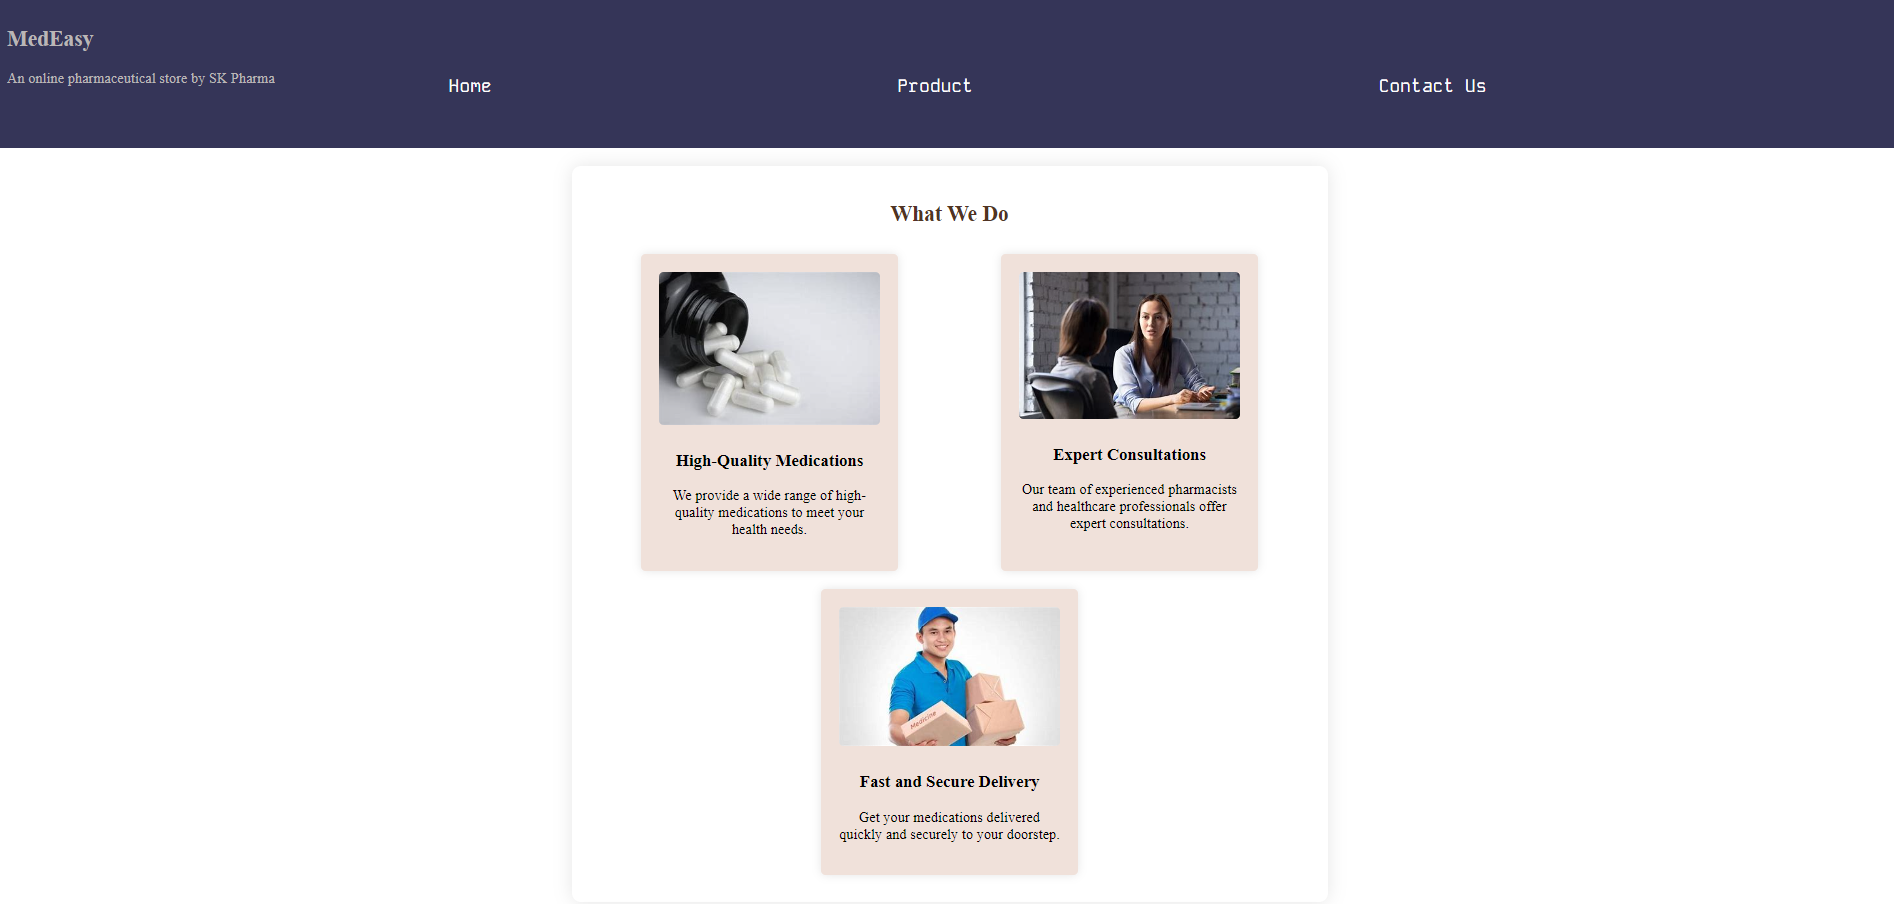 MedEasy
An online pharmaceutical store by SK Pharma
Home
Product
Contact Us
What We Do
High-Quality Medications
We provide a wide range of high-
quality medications to meet your
health needs.
Expert Consultations
Our team of experienced pharmacists
and healthcare professionals offer
expert consultations.
Medicine
Fast and Secure Delivery
Get your medications delivered
quickly and securely to your doorstep.